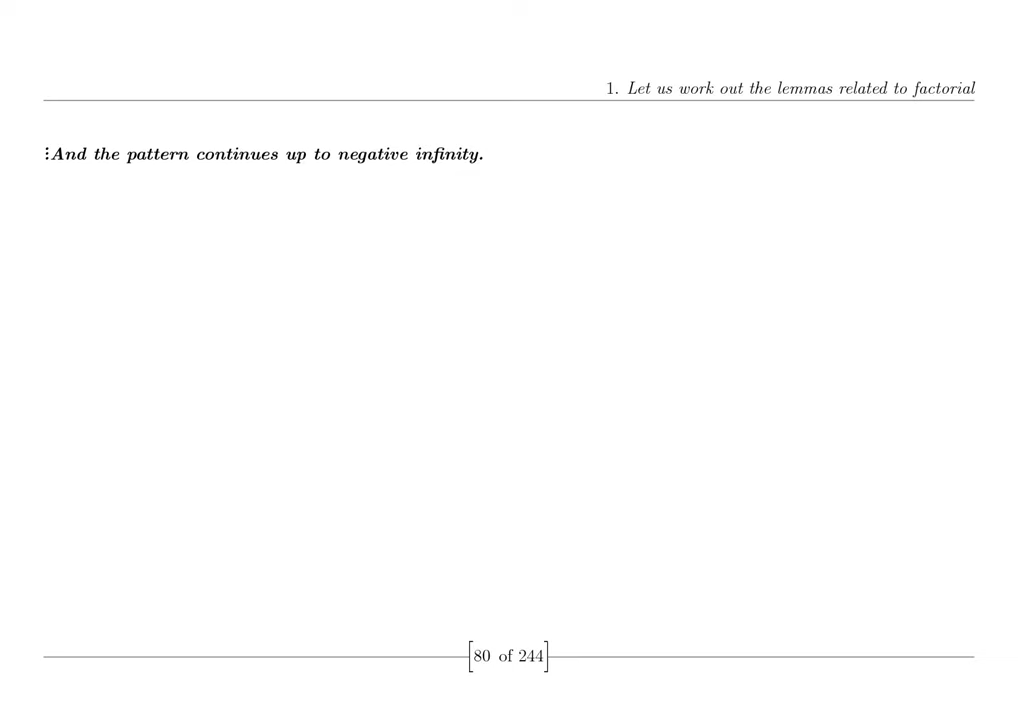 1. Let us work out the lemmas related to factorial
⋮And the pattern continues up to negative infinity.
[80 of 244]